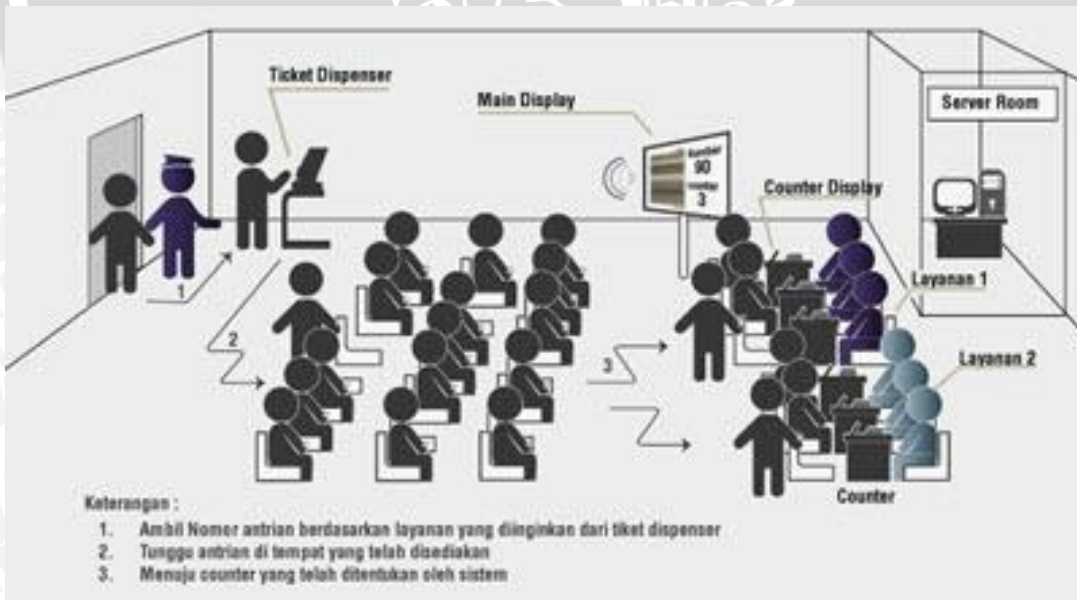 Ticket Dispenser
Main Display
Server Room
Number
90
3
Counter Display
1
Layanan 1
2
3
Layanan 2
Counter
Keterangan :
1. Ambil Nomor antrian berdasarkan layanan yang diinginkan dari tiket dispenser
2. Tunggu antrian di tempat yang telah disediakan
3. Menuju counter yang telah ditentukan oleh sistem